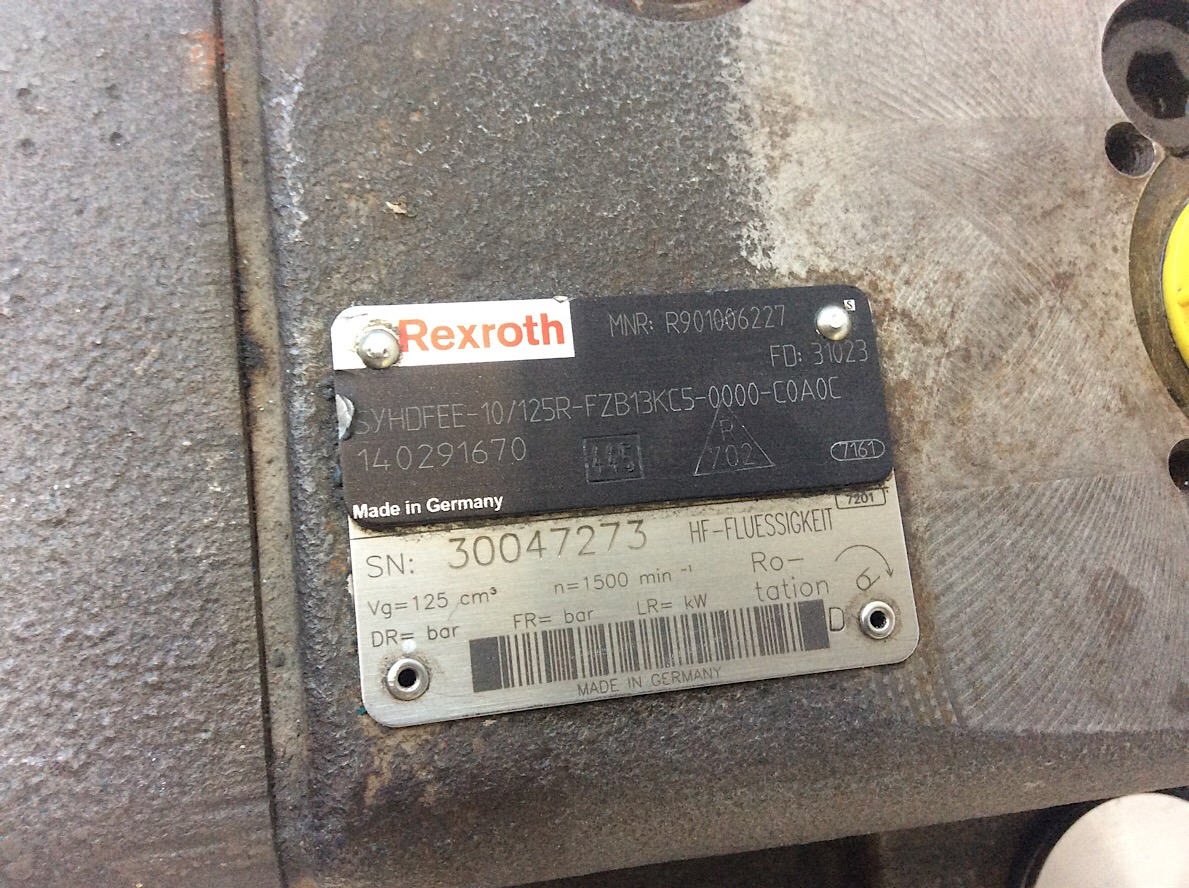 Rexroth
MNR: R901006227
S
FD: 31023
SYHDFEE-10/125R-FZB13KC5-0000-C0A0C
140291670
445
R
702
7161
Made in Germany
7201
SN: 30047273
HF-FLUESSIGKEIT
Vg=125 cm³
n=1500 min ⁻¹
Ro-
tation
DR= bar
FR= bar
LR= kW
D
MADE IN GERMANY